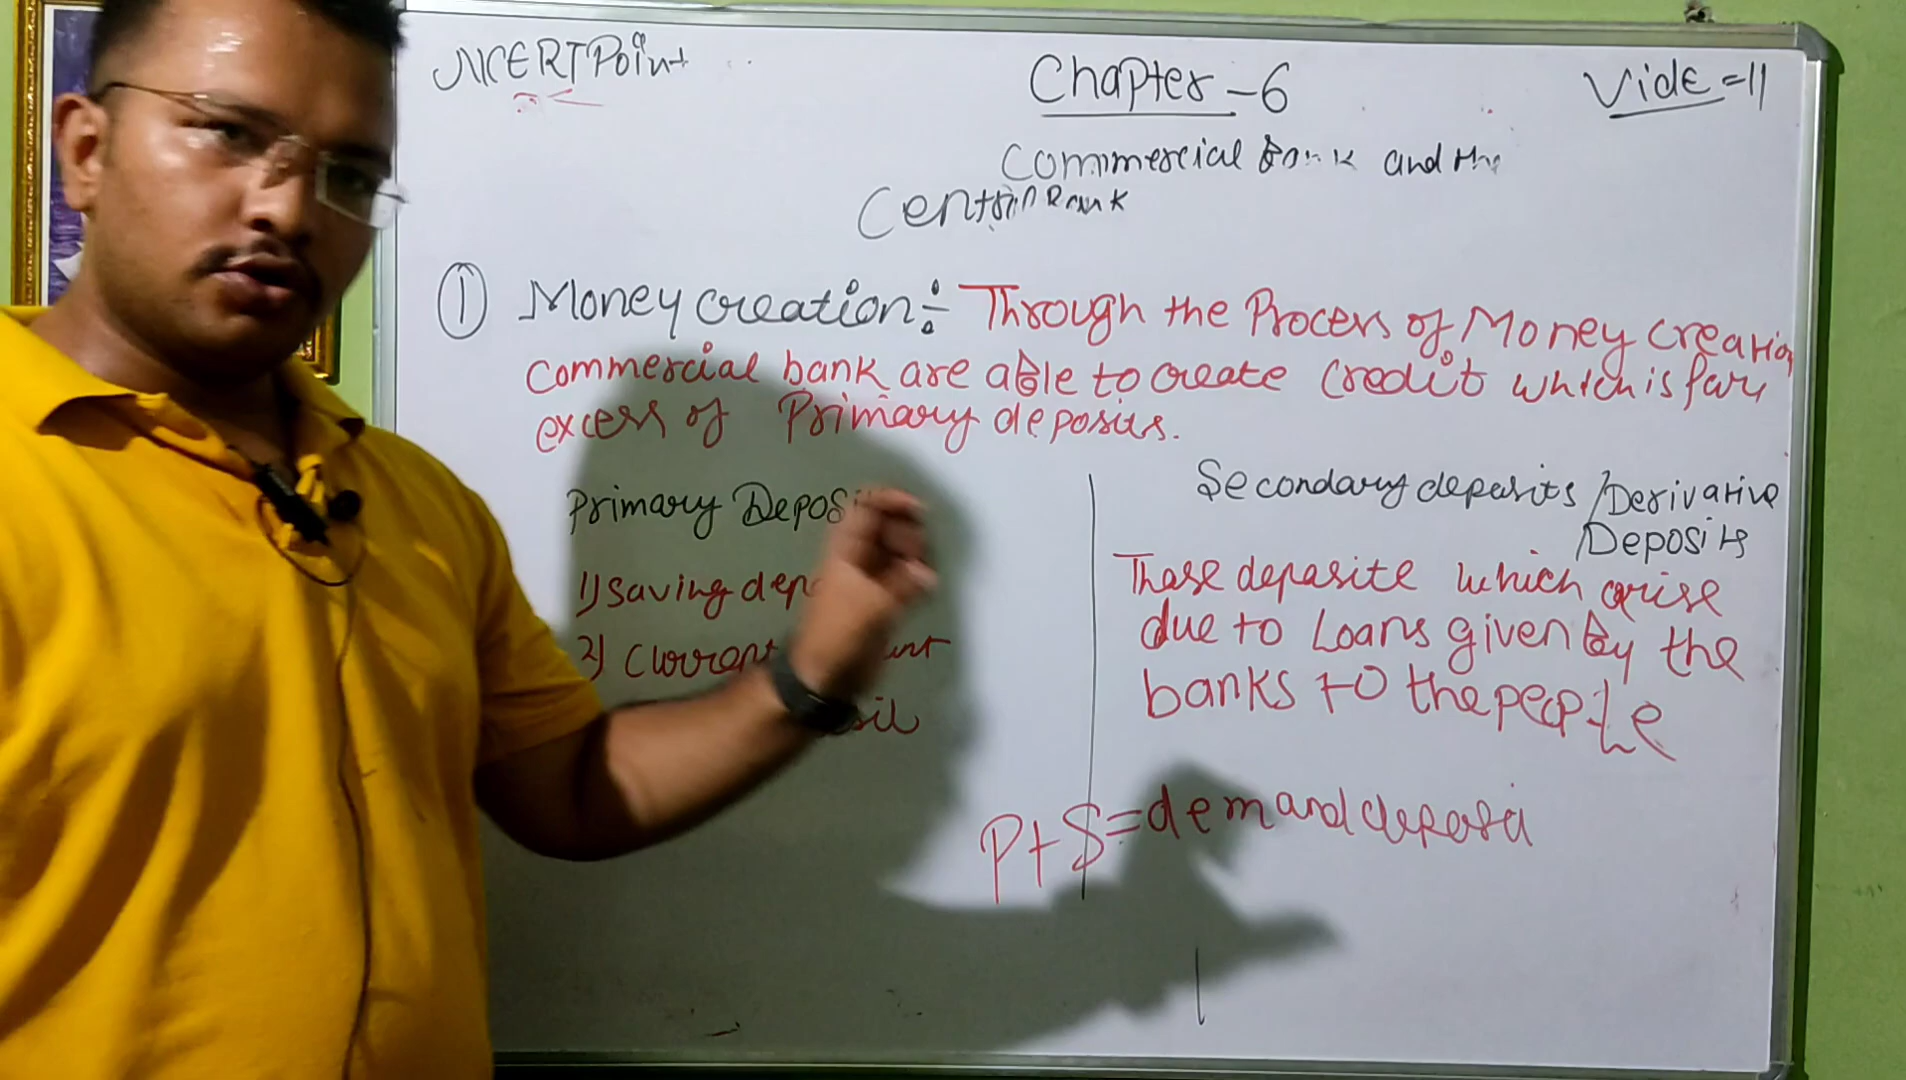 NCERT Point
Chapter - 6
Vide = 11
Commercial Bank and the
Central Bank
① Money creation :- Through the Process of Money creation
commercial bank are able to create credit which is far
excess of Primary deposits.
Primary Deposi
Secondary deposits / Derivative
/Deposits
1) Saving dep
Those deposite which arise
due to Loans given by the
2)
banks to the people
P + S = demand deposit